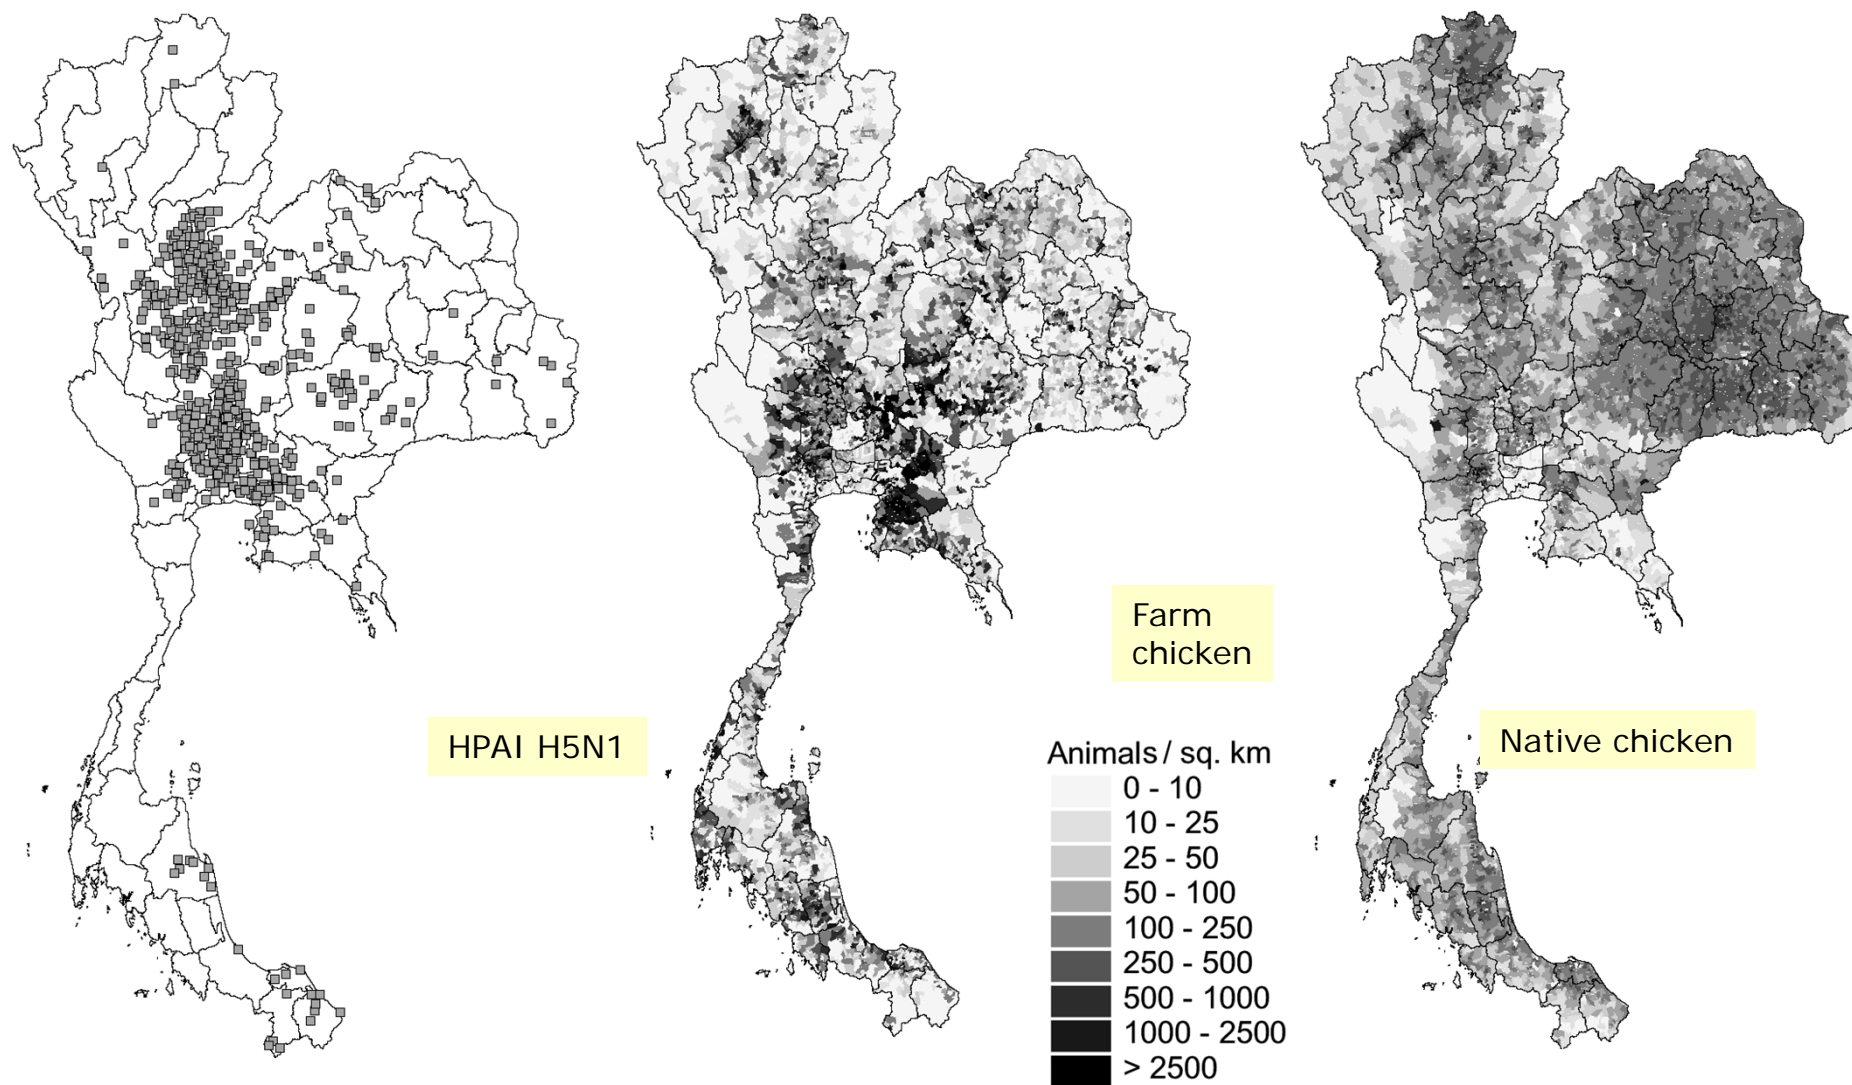 HPAI H5N1
Farm
chicken
Native chicken
Animals / sq. km
0 - 10
10 - 25
25 - 50
50 - 100
100 - 250
250 - 500
500 - 1000
1000 - 2500
> 2500